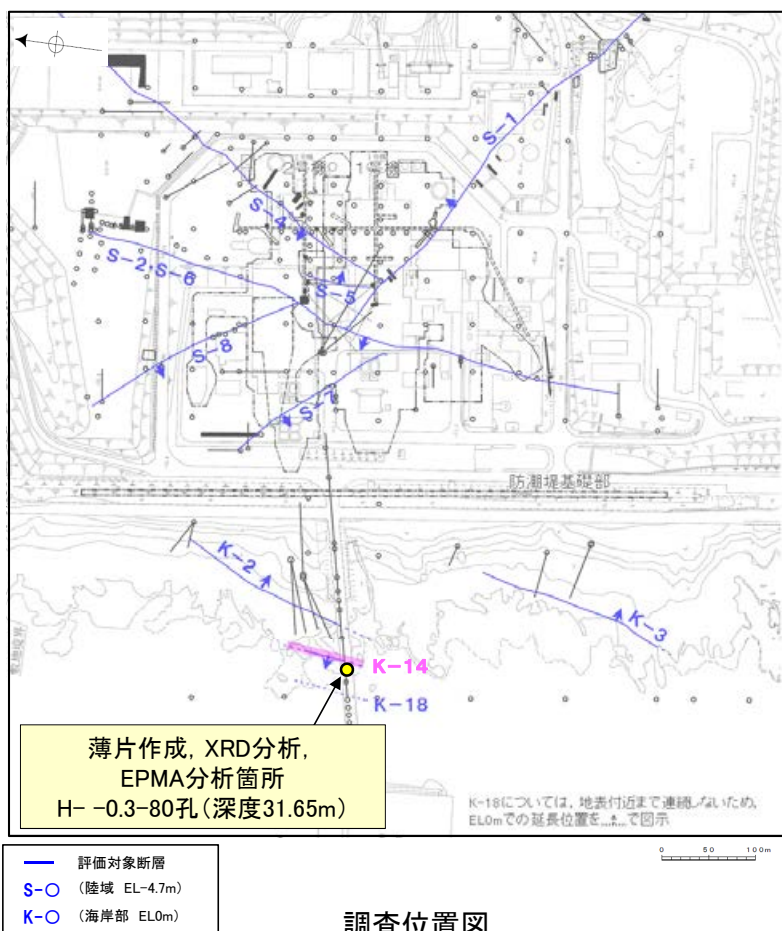 S-1
2
1
S-4
S-2・S-6
S-5
S-8
S-7
防潮堤基礎部
K-2
K-3
K-14
K-18
薄片作成, XRD分析,
EPMA分析箇所
H- -0.3-80孔(深度31.65m)
K-18については, 地表付近まで連続しないため,
EL0mでの延長位置を で図示
0 50 100m
評価対象断層
S-○ (陸域 EL-4.7m)
K-○ (海岸部 EL0m)
調査位置図